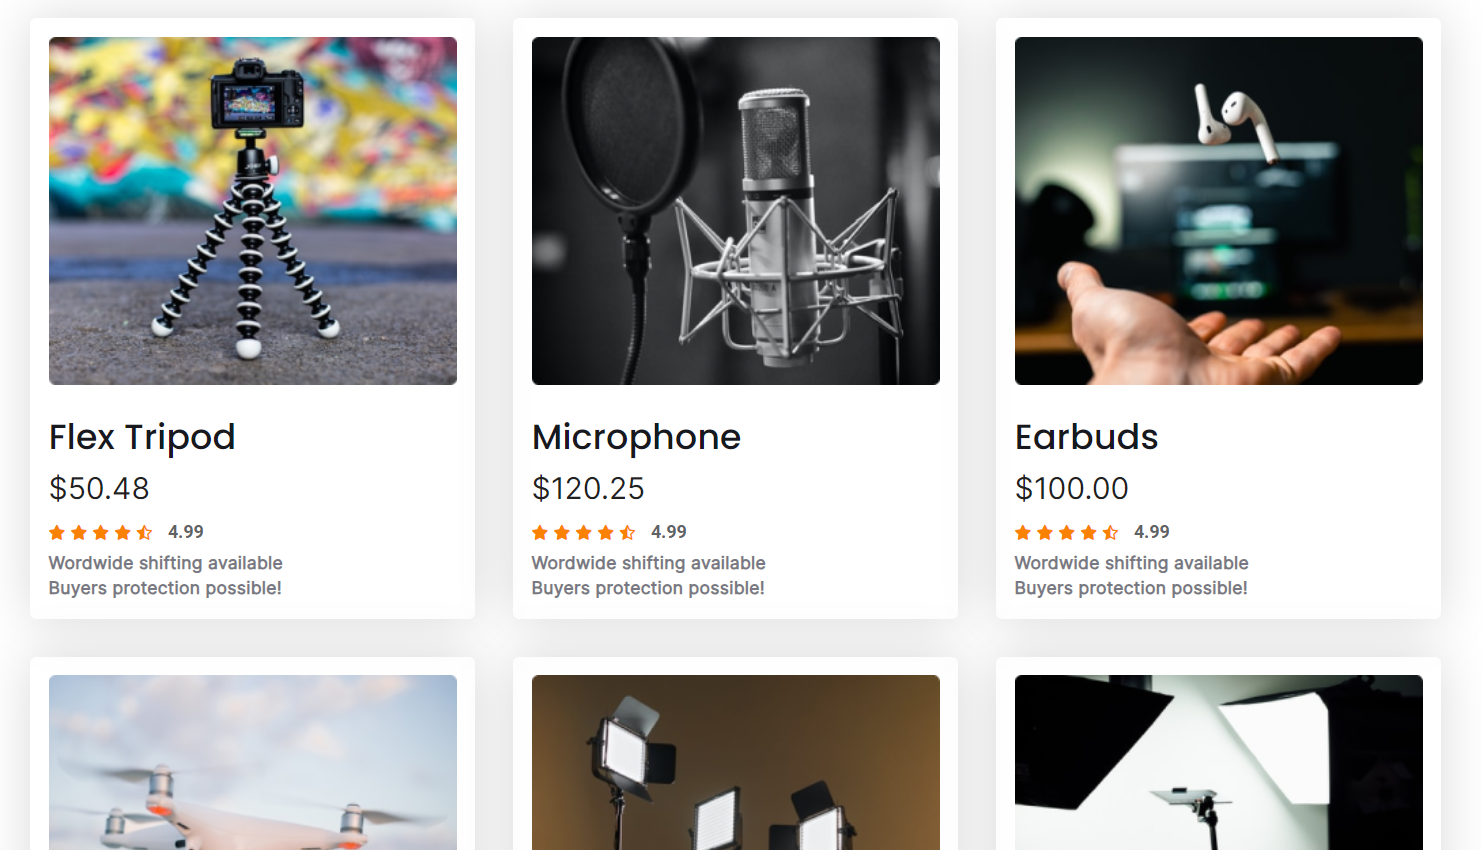 Flex Tripod
$50.48
4.99
Wordwide shifting available
Buyers protection possible!
Microphone
$120.25
4.99
Wordwide shifting available
Buyers protection possible!
Earbuds
$100.00
4.99
Wordwide shifting available
Buyers protection possible!